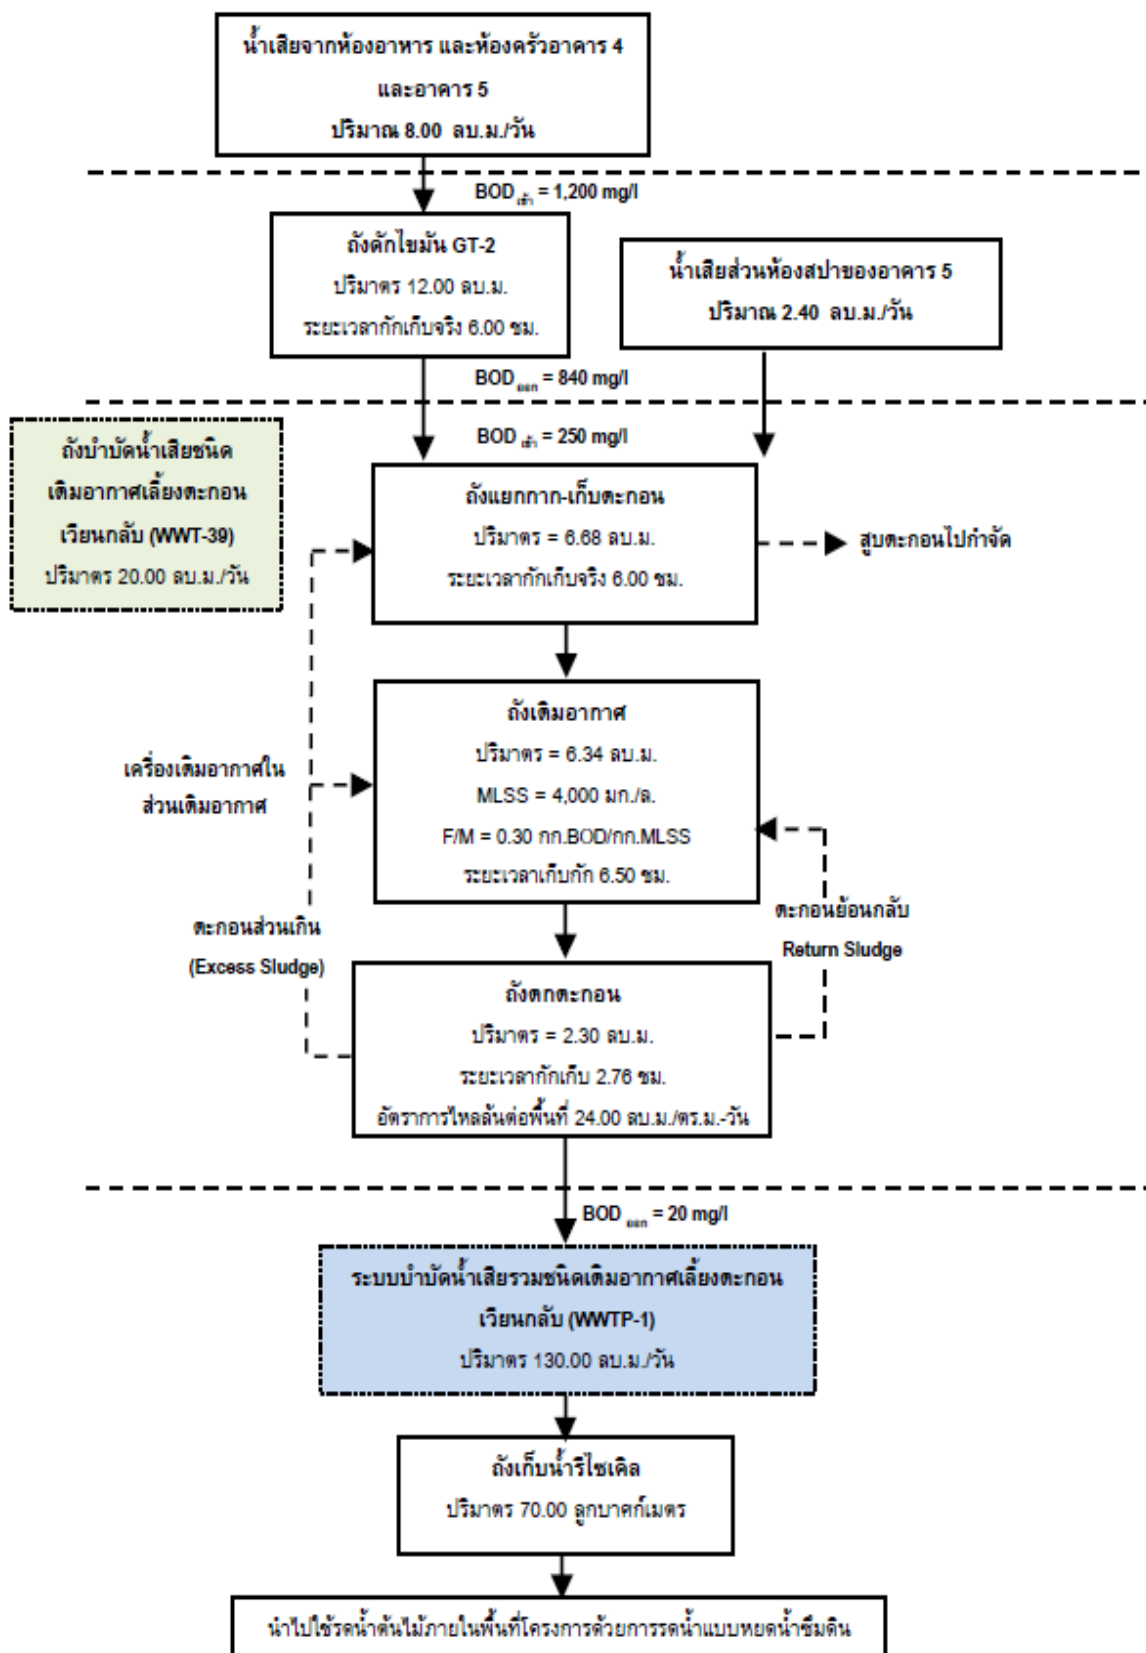 น้ำเสียจากห้องอาหาร และห้องครัวอาคาร 4
และอาคาร 5
ปริมาณ 8.00 ลบ.ม./วัน
BOD เข้า = 1,200 mg/l
ถังดักไขมัน GT-2
ปริมาตร 12.00 ลบ.ม.
ระยะเวลากักเก็บจริง 6.00 ชม.
น้ำเสียส่วนห้องสปาของอาคาร 5
ปริมาณ 2.40 ลบ.ม./วัน
BOD ออก = 840 mg/l
BOD เข้า = 250 mg/l
ถังบำบัดน้ำเสียชนิด
เติมอากาศเลี้ยงตะกอน
เวียนกลับ (WWT-39)
ปริมาตร 20.00 ลบ.ม./วัน
ถังแยกกาก-เก็บตะกอน
ปริมาตร = 6.68 ลบ.ม.
ระยะเวลากักเก็บจริง 6.00 ชม.
สูบตะกอนไปกำจัด
ถังเติมอากาศ
ปริมาตร = 6.34 ลบ.ม.
MLSS = 4,000 มก./ล.
F/M = 0.30 กก.BOD/กก.MLSS
ระยะเวลาเก็บกัก 6.50 ชม.
เครื่องเติมอากาศใน
ส่วนเติมอากาศ
ตะกอนส่วนเกิน
(Excess Sludge)
ตะกอนย้อนกลับ
Return Sludge
ถังตกตะกอน
ปริมาตร = 2.30 ลบ.ม.
ระยะเวลากักเก็บ 2.76 ชม.
อัตราการไหลล้นต่อพื้นที่ 24.00 ลบ.ม./ตร.ม.-วัน
BOD ออก = 20 mg/l
ระบบบำบัดน้ำเสียรวมชนิดเติมอากาศเลี้ยงตะกอน
เวียนกลับ (WWTP-1)
ปริมาตร 130.00 ลบ.ม./วัน
ถังเก็บน้ำรีไซเคิล
ปริมาตร 70.00 ลูกบาศก์เมตร
นำไปใช้รดน้ำต้นไม้ภายในพื้นที่โครงการด้วยการรดน้ำแบบหยดน้ำซึมดิน